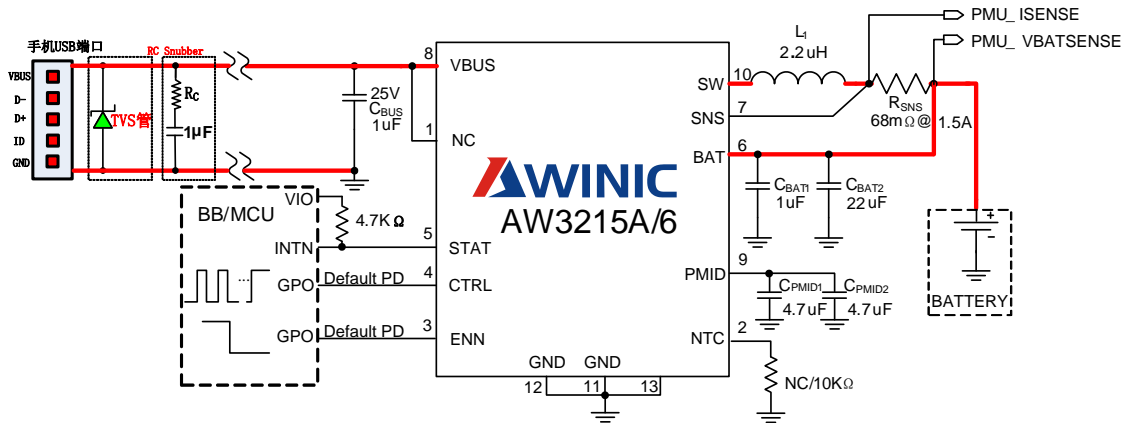 PMU_ ISENSE
PMU_ VBATSENSE
手机USB端口
RC Snubber
VBUS
D-
D+
ID
GND
TVS管
RC
1μF
25V
CBUS
1uF
8
VBUS
1
NC
L1
2.2uH
10
SW
7
SNS
RSNS
68mΩ@ 1.5A
6
BAT
CBAT1
1uF
CBAT2
22uF
AWINIC
AW3215A/6
BB/MCU
VIO
4.7KΩ
INTN
5
STAT
GPO
Default PD
4
CTRL
GPO
Default PD
3
ENN
9
PMID
CPMID1
4.7uF
CPMID2
4.7uF
+
-
BATTERY
2
NTC
NC/10KΩ
GND GND
12 11 13